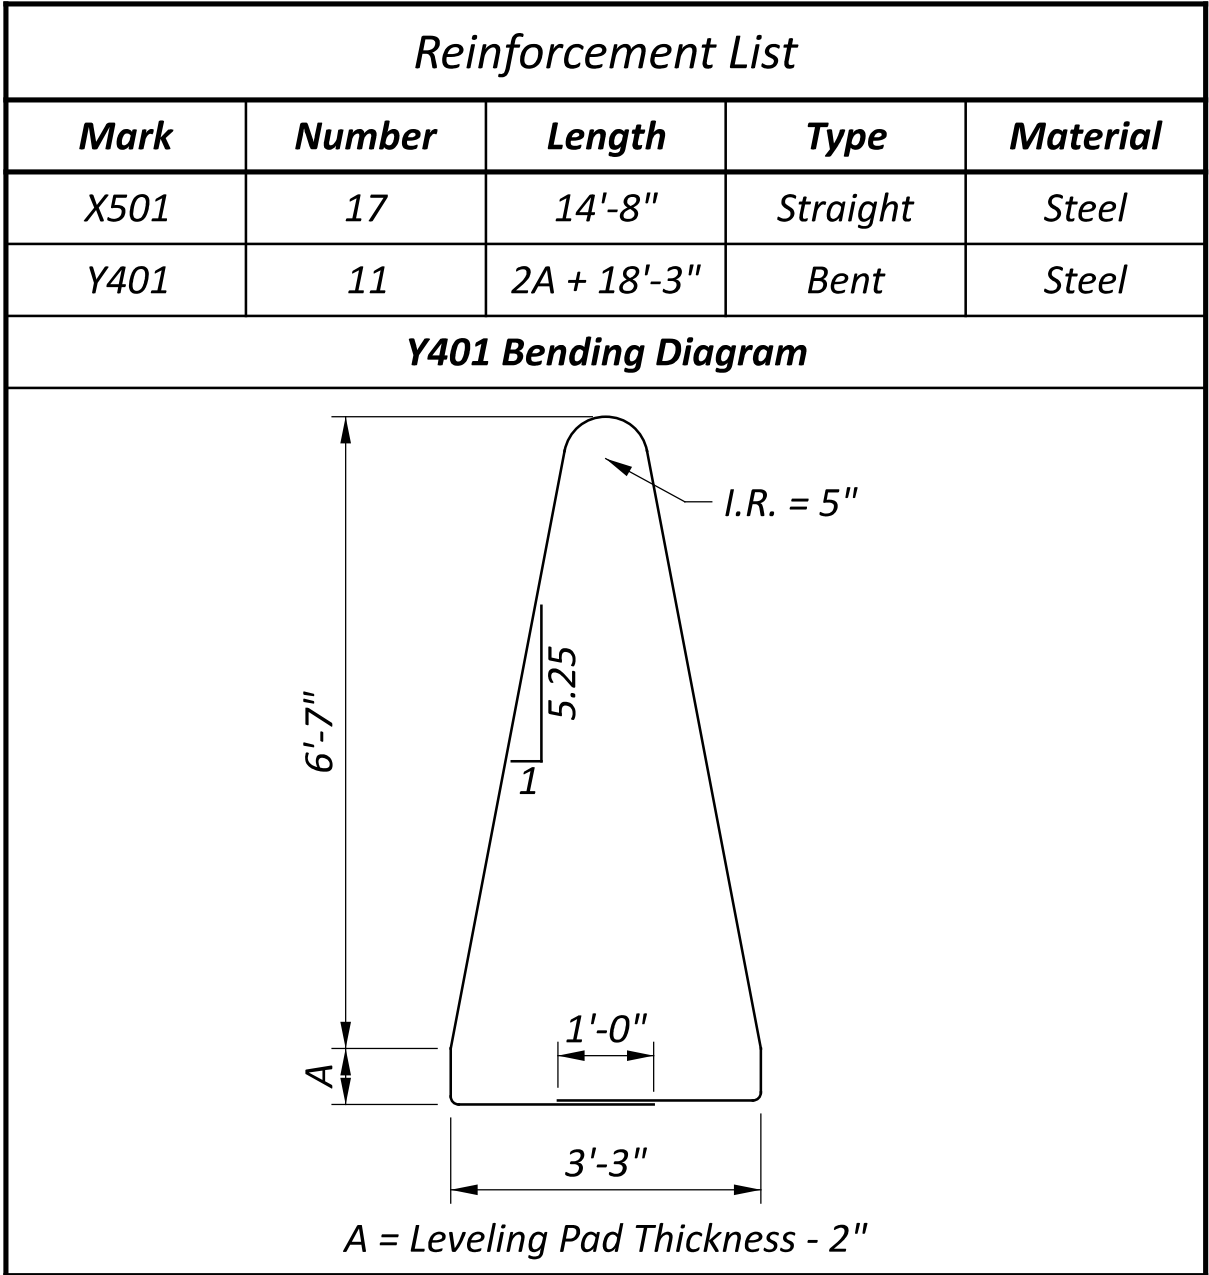 Reinforcement List
Mark Number Length Type Material
X501 17 14'-8" Straight Steel
Y401 11 2A + 18'-3" Bent Steel
Y401 Bending Diagram
I.R. = 5"
5.25
1
6'-7"
1'-0"
A
3'-3"
A = Leveling Pad Thickness - 2"